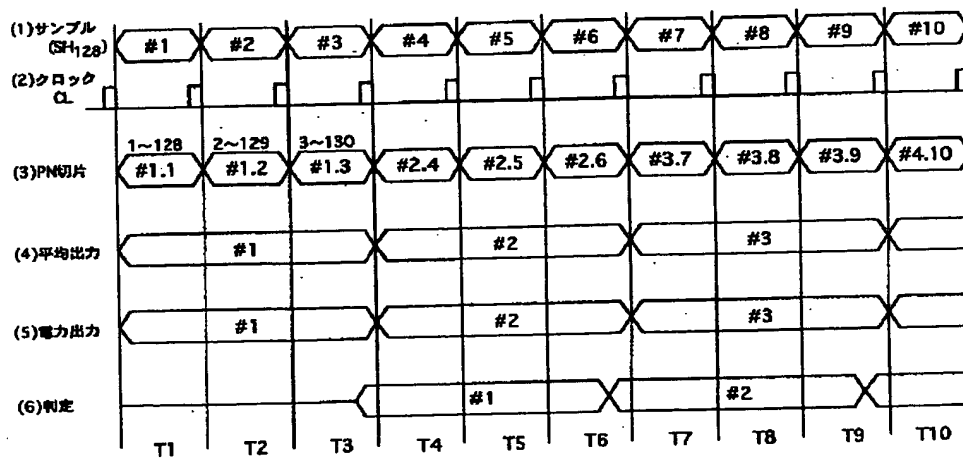 (1)サンプル
(SH128)
#1 #2 #3 #4 #5 #6 #7 #8 #9 #10
(2)クロック
CL
1~128 2~129 3~130
(3)PN切片
#1.1 #1.2 #1.3 #2.4 #2.5 #2.6 #3.7 #3.8 #3.9 #4.10
(4)平均出力
#1 #2 #3
(5)電力出力
#1 #2 #3
(6)判定
#1 #2
T1 T2 T3 T4 T5 T6 T7 T8 T9 T10